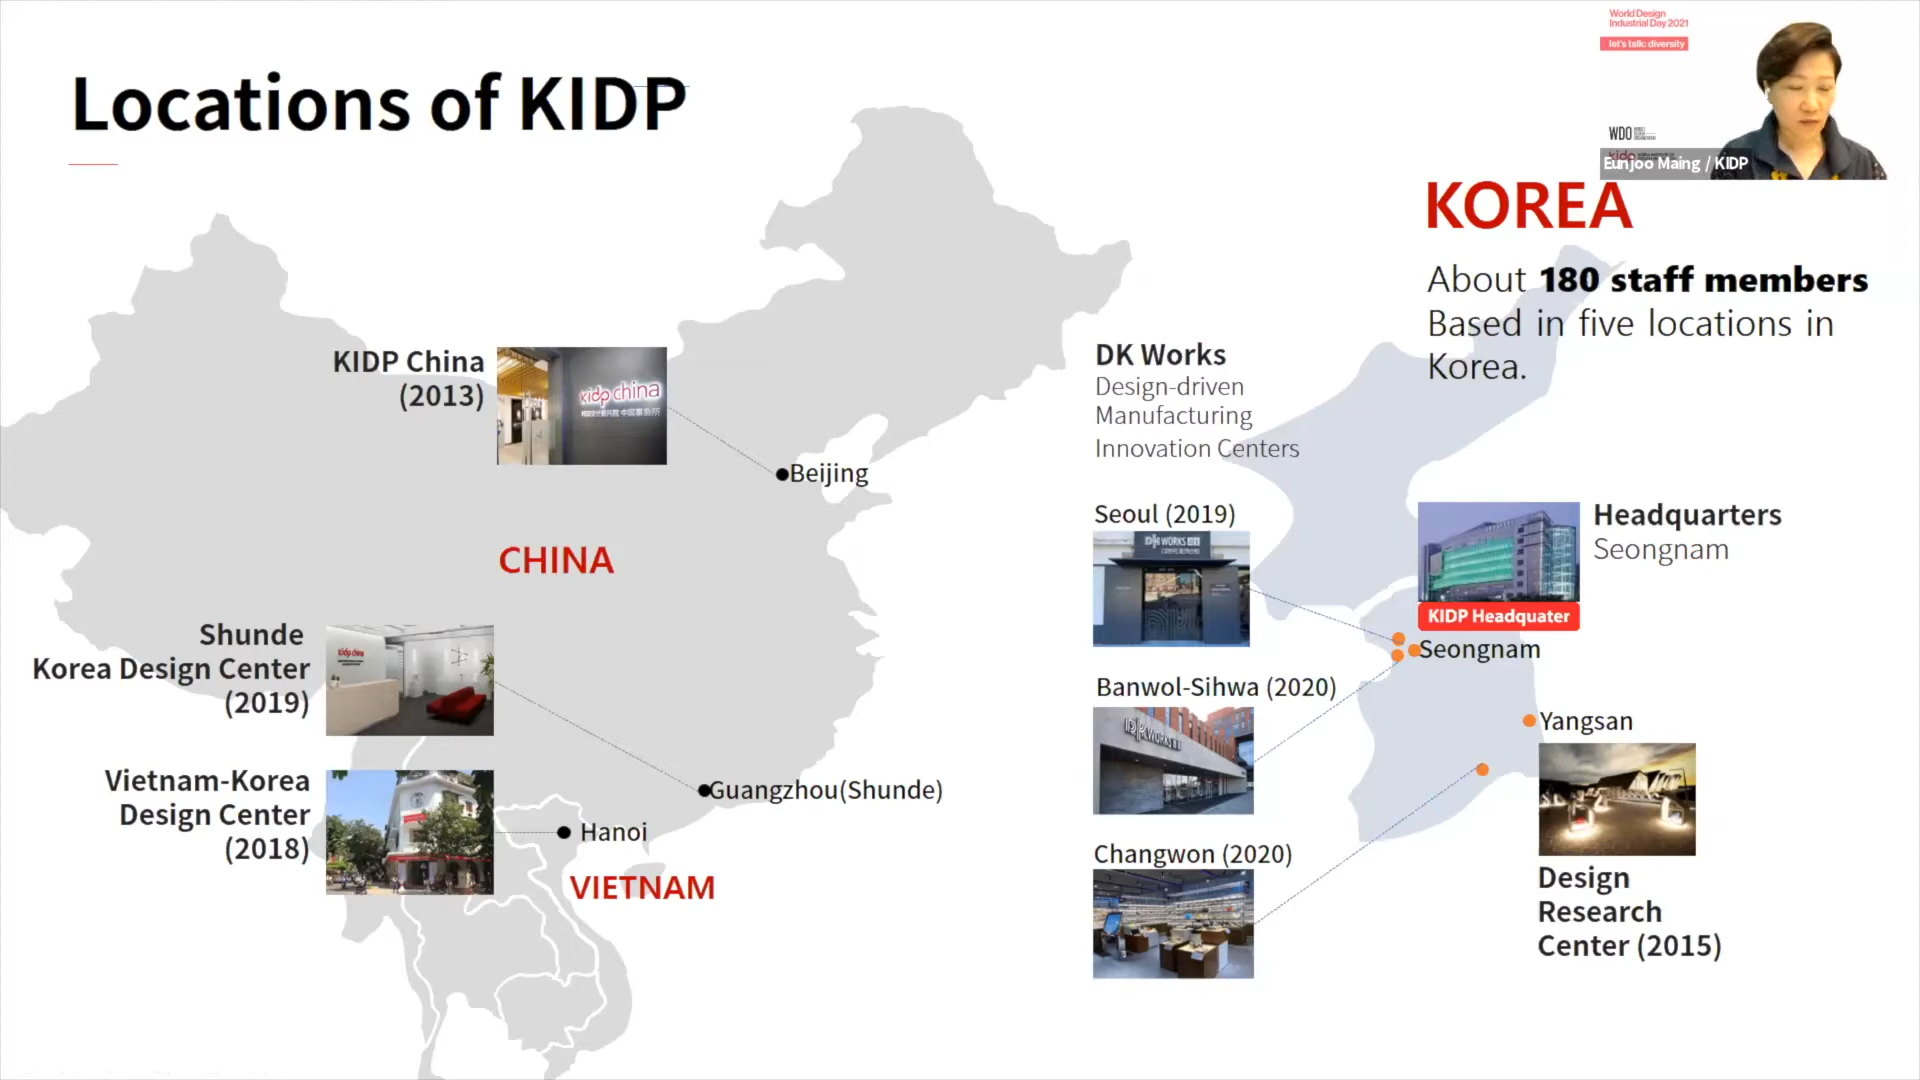 Locations of KIDP
World Design
Industrial Day 2021
let's talk: diversity
WDO
Eunjoo Maing / KIDP
KOREA
About 180 staff members
Based in five locations in
Korea.
KIDP China
(2013)
kidp china
Beijing
CHINA
Shunde
Korea Design Center
(2019)
kidp china
Guangzhou(Shunde)
Vietnam-Korea
Design Center
(2018)
Hanoi
VIETNAM
DK Works
Design-driven
Manufacturing
Innovation Centers
Seoul (2019)
Banwol-Sihwa (2020)
Changwon (2020)
Headquarters
Seongnam
KIDP Headquater
Seongnam
Yangsan
Design
Research
Center (2015)